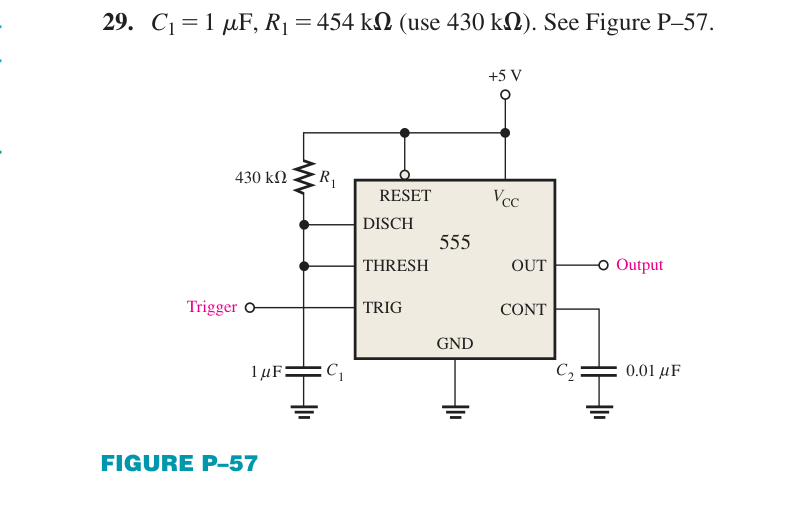 29. C₁ = 1 μF, R₁ = 454 kΩ (use 430 kΩ). See Figure P–57.
+5 V
430 kΩ R₁
RESET V_CC
DISCH
555
THRESH OUT Output
Trigger TRIG CONT
GND
1 μF C₁ C₂ 0.01 μF
FIGURE P–57